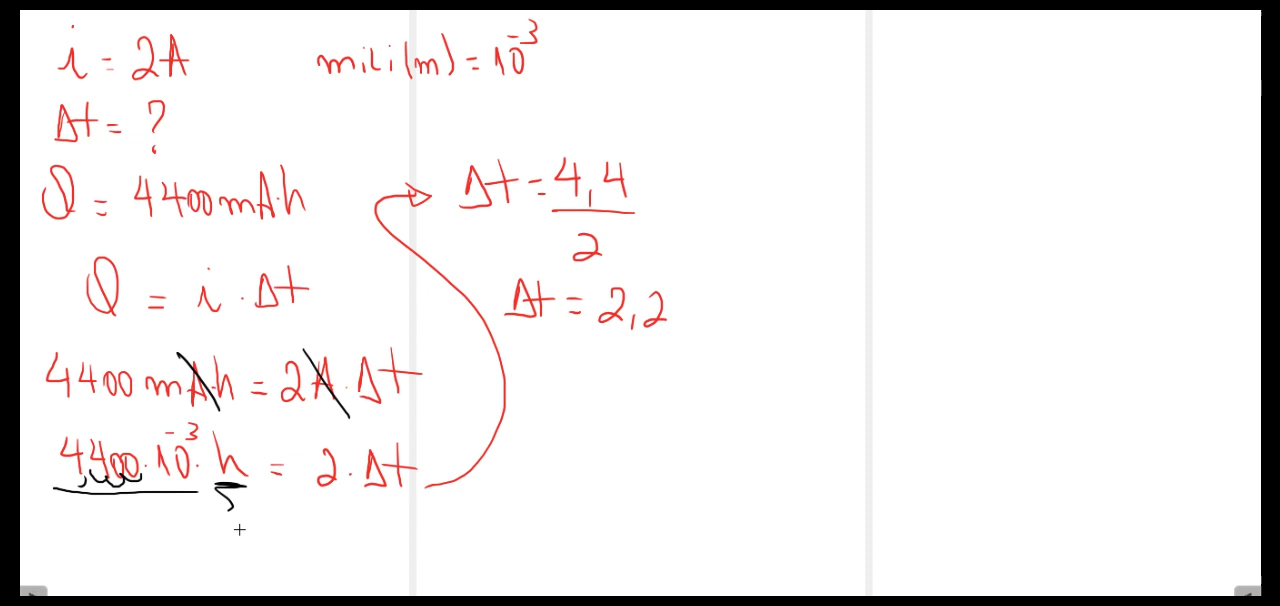 i = 2A
mili(m) = 10⁻³
Δt = ?
Q = 4400mA·h
Q = i · Δt
4400 mA·h = 2A · Δt
4400 · 10⁻³ · h = 2 · Δt
Δt = 4,4 / 2
Δt = 2,2